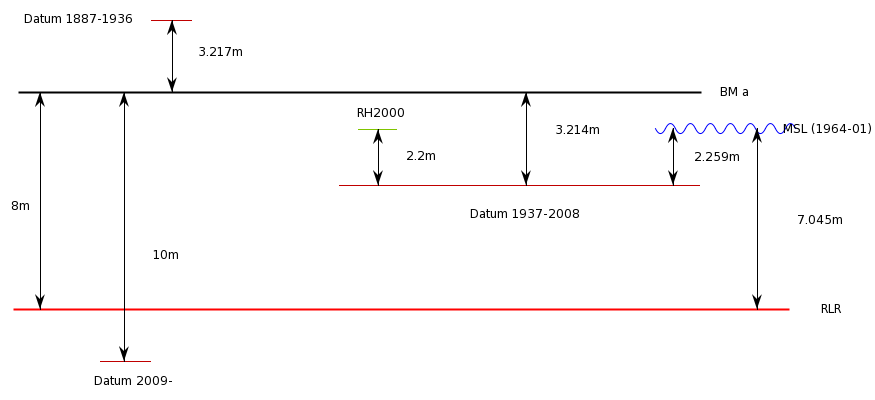 Datum 1887-1936
3.217m
BM a
RH2000
MSL (1964-01)
3.214m
2.2m
2.259m
8m
Datum 1937-2008
7.045m
10m
RLR
Datum 2009-